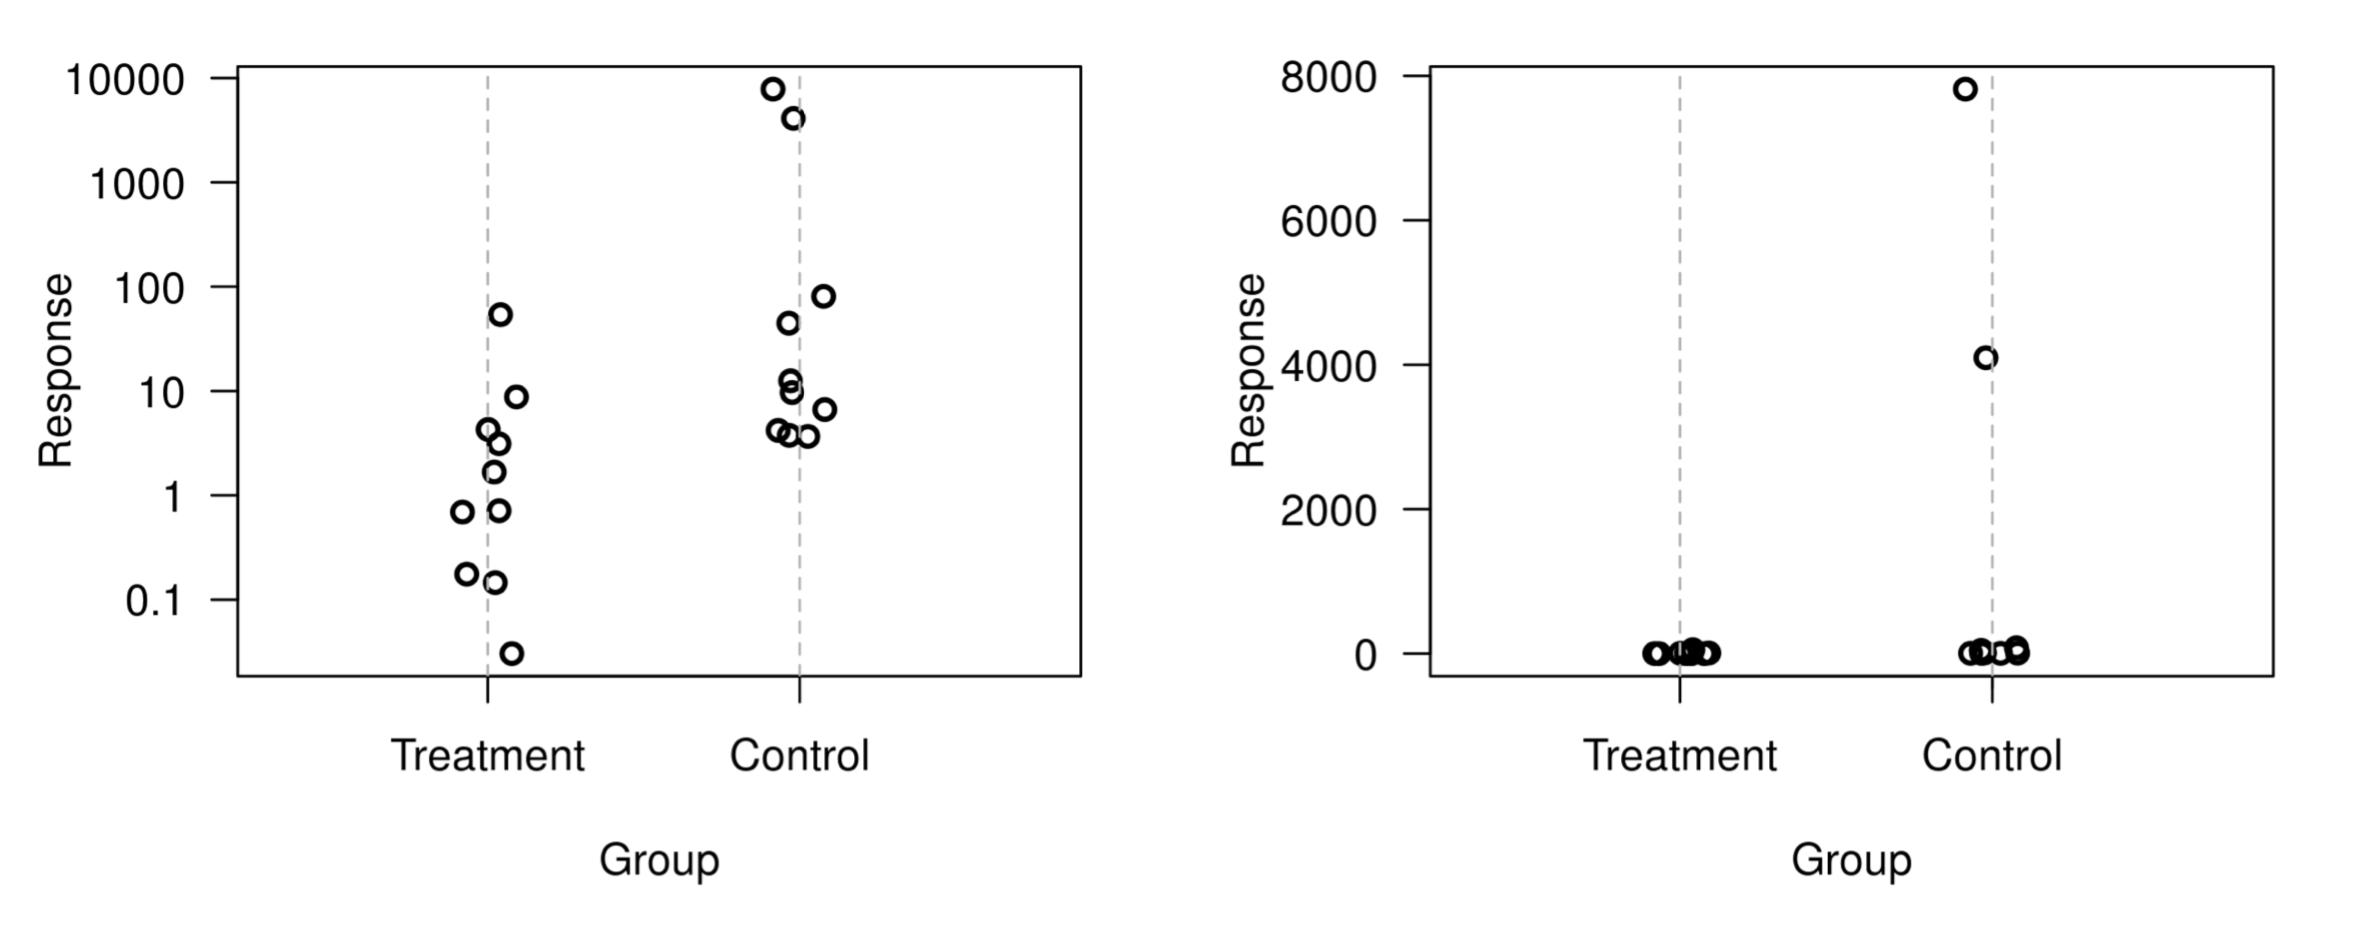 10000
1000
100
10
1
0.1
Response
Treatment
Control
Group
8000
6000
4000
2000
0
Response
Treatment
Control
Group